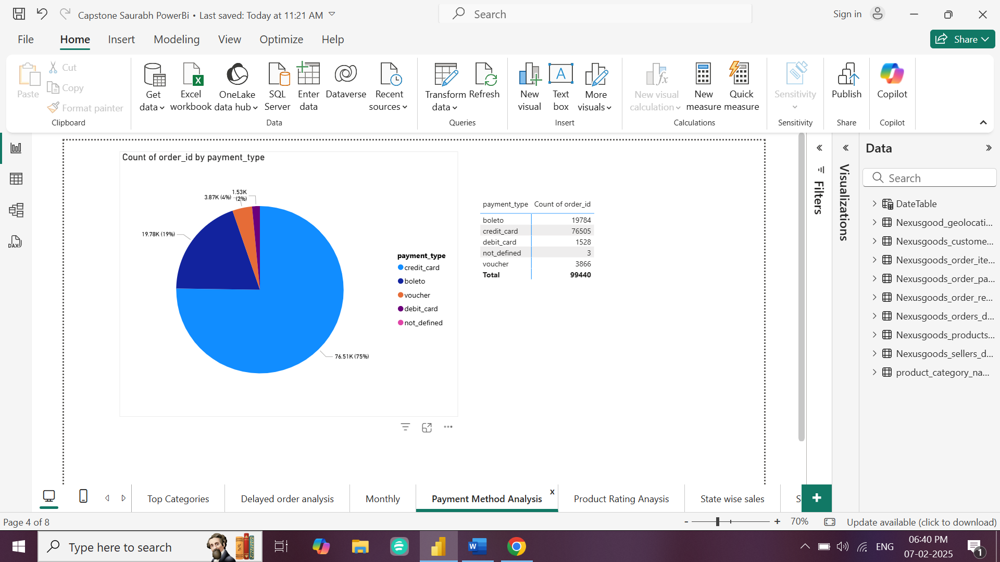 Capstone Saurabh PowerBi • Last saved: Today at 11:21 AM
Search
Sign in
File
Home
Insert
Modeling
View
Optimize
Help
Share
Paste
Cut
Copy
Format painter
Clipboard
Get data
Excel workbook
OneLake data hub
SQL Server
Enter data
Dataverse
Recent sources
Data
Transform data
Refresh
Queries
New visual
Text box
More visuals
Insert
New visual calculation
New measure
Quick measure
Calculations
Sensitivity
Sensitivity
Publish
Share
Copilot
Copilot
DAX
Count of order_id by payment_type
1.53K
(2%)
3.87K (4%)
19.78K (19%)
76.51K (75%)
payment_type
credit_card
boleto
voucher
debit_card
not_defined
payment_type Count of order_id
boleto 19784
credit_card 76505
debit_card 1528
not_defined 3
voucher 3866
Total 99440
Filters
Visualizations
Data
Search
DateTable
Nexusgood_geolocati...
Nexusgoods_custome...
Nexusgoods_order_ite...
Nexusgoods_order_pa...
Nexusgoods_order_re...
Nexusgoods_orders_d...
Nexusgoods_products...
Nexusgoods_sellers_d...
product_category_na...
Top Categories
Delayed order analysis
Monthly
Payment Method Analysis
x
Product Rating Anaysis
State wise sales
S
Page 4 of 8
- + 70%
Update available (click to download)
Type here to search
ENG
06:40 PM
07-02-2025
1